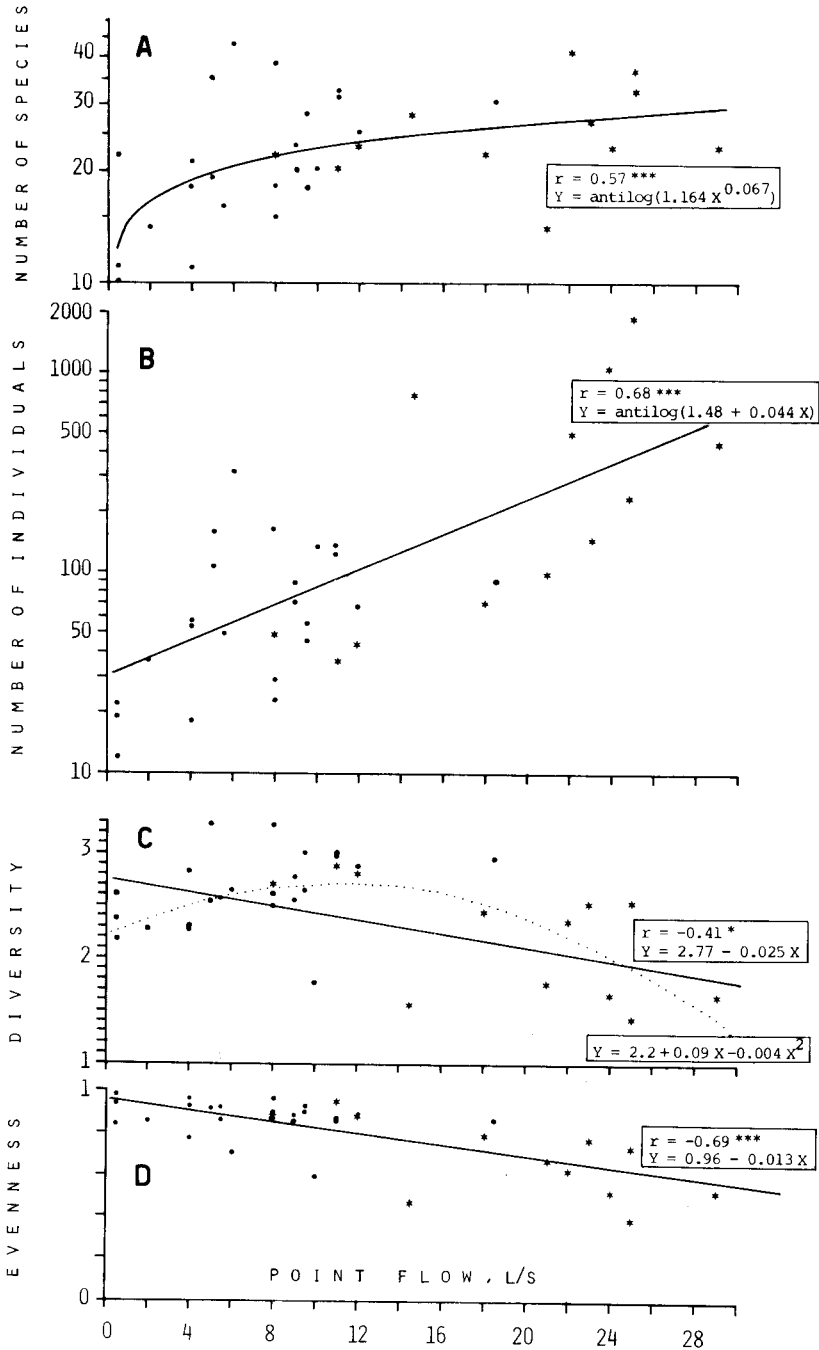 A
NUMBER OF SPECIES
40
30
20
10
r = 0.57 ***
Y = antilog(1.164 X^0.067)
B
NUMBER OF INDIVIDUALS
2000
1000
500
100
50
10
r = 0.68 ***
Y = antilog(1.48 + 0.044 X)
C
DIVERSITY
3
2
1
r = -0.41 *
Y = 2.77 - 0.025 X
Y = 2.2 + 0.09 X - 0.004 X^2
D
EVENNESS
1
0
r = -0.69 ***
Y = 0.96 - 0.013 X
POINT FLOW, L/S
0 4 8 12 16 20 24 28